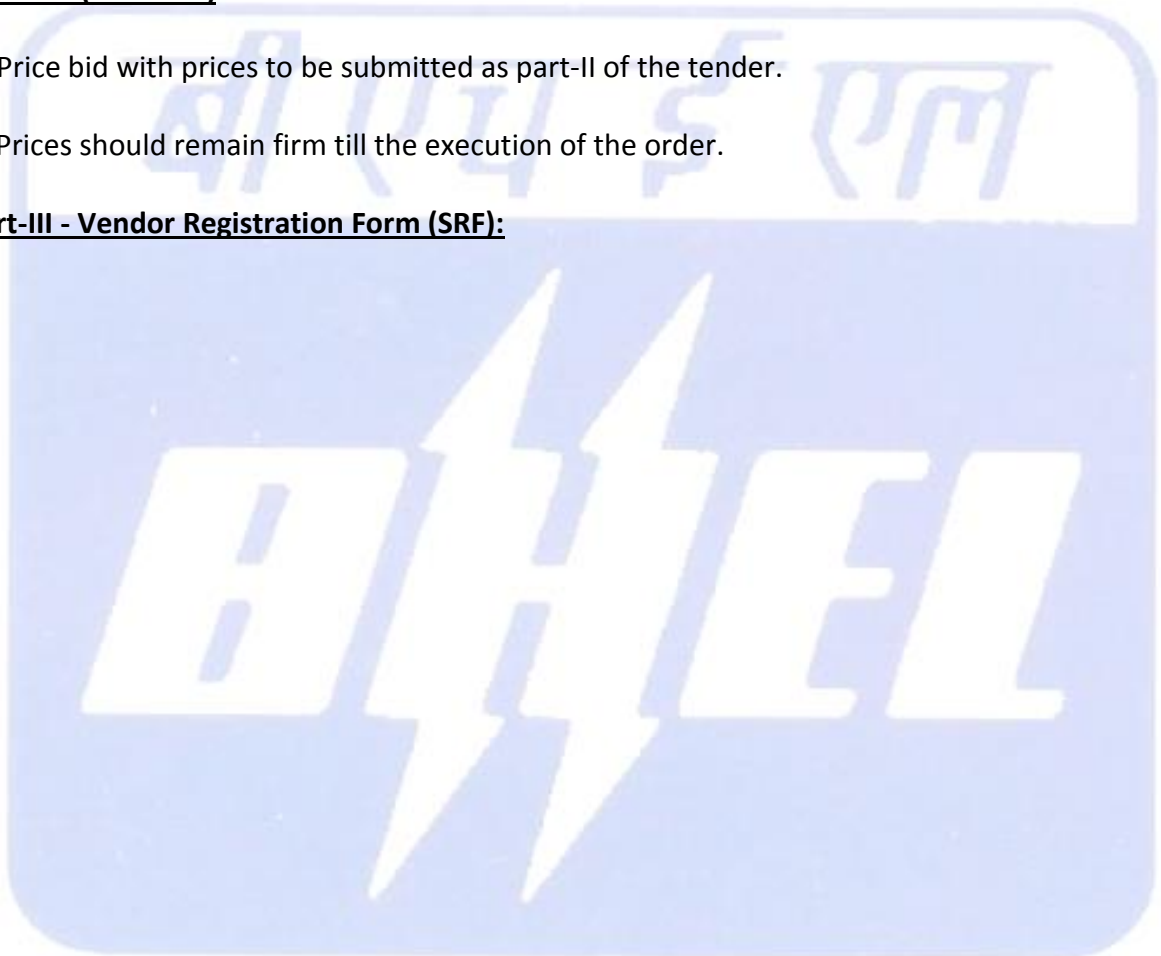 बी एच ई एल
Price bid with prices to be submitted as part-II of the tender.
Prices should remain firm till the execution of the order.
rt-III - Vendor Registration Form (SRF):
BHEL